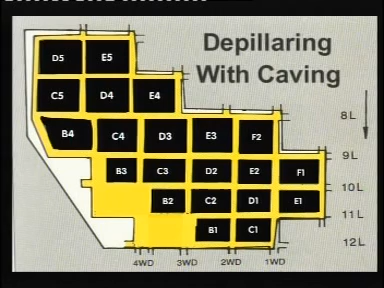 Depillaring
With Caving
D5 E5
C5 D4 E4
8L
B4 C4 D3 E3 F2
9L
B3 C3 D2 E2 F1
10L
B2 C2 D1 E1
11L
B1 C1
12L
4WD 3WD 2WD 1WD